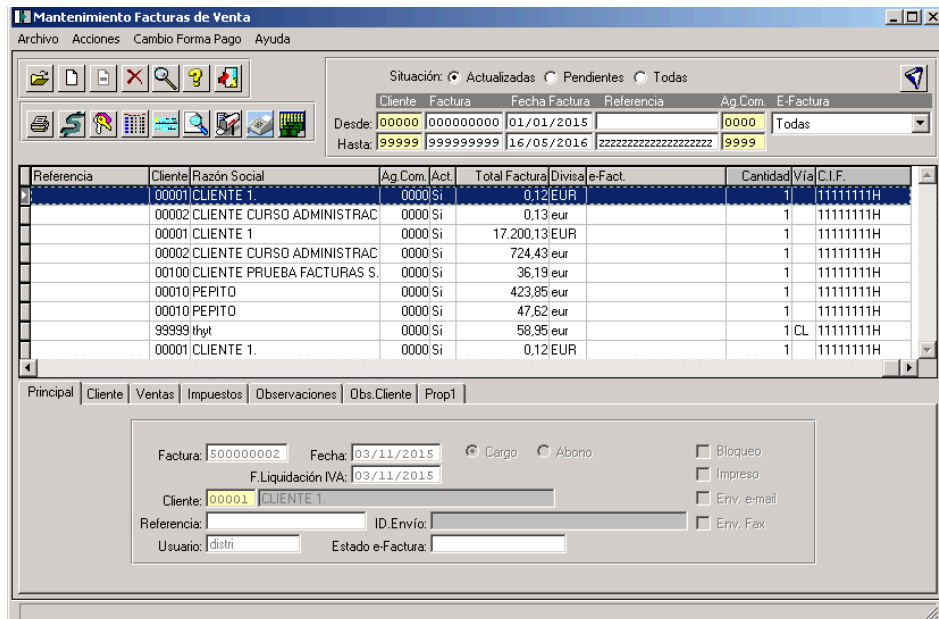 Mantenimiento Facturas de Venta
Archivo Acciones Cambio Forma Pago Ayuda
Situación: Actualizadas Pendientes Todas
Cliente Factura Fecha Factura Referencia Ag.Com. E-Factura
Desde: 00000 000000000 01/01/2015 0000 Todas
Hasta: 99999 999999999 16/05/2016 zzzzzzzzzzzzzzzzzzzz 9999
Referencia Cliente Razón Social Ag.Com. Act. Total Factura Divisa e-Fact. Cantidad Vía C.I.F.
00001 CLIENTE 1. 0000 Si 0,12 EUR 1 11111111H
00002 CLIENTE CURSO ADMINISTRAC 0000 Si 0,13 eur 1 11111111H
00001 CLIENTE 1 0000 Si 17.200,13 EUR 1 11111111H
00002 CLIENTE CURSO ADMINISTRAC 0000 Si 724,43 eur 1 11111111H
00100 CLIENTE PRUEBA FACTURAS S. 0000 Si 36,19 eur 1 11111111H
00010 PEPITO 0000 Si 423,85 eur 1 11111111H
00010 PEPITO 0000 Si 47,62 eur 1 11111111H
99999 thyt 0000 Si 58,95 eur 1 CL 11111111H
00001 CLIENTE 1. 0000 Si 0,12 EUR 1 11111111H
Principal Cliente Ventas Impuestos Observaciones Obs.Cliente Prop1
Factura: 500000002 Fecha: 03/11/2015 Cargo Abono Bloqueo
F.Liquidación IVA: 03/11/2015 Impreso
Cliente: 00001 CLIENTE 1. Env. e-mail
Referencia: ID.Envío: Env. Fax
Usuario: distri Estado e-Factura: